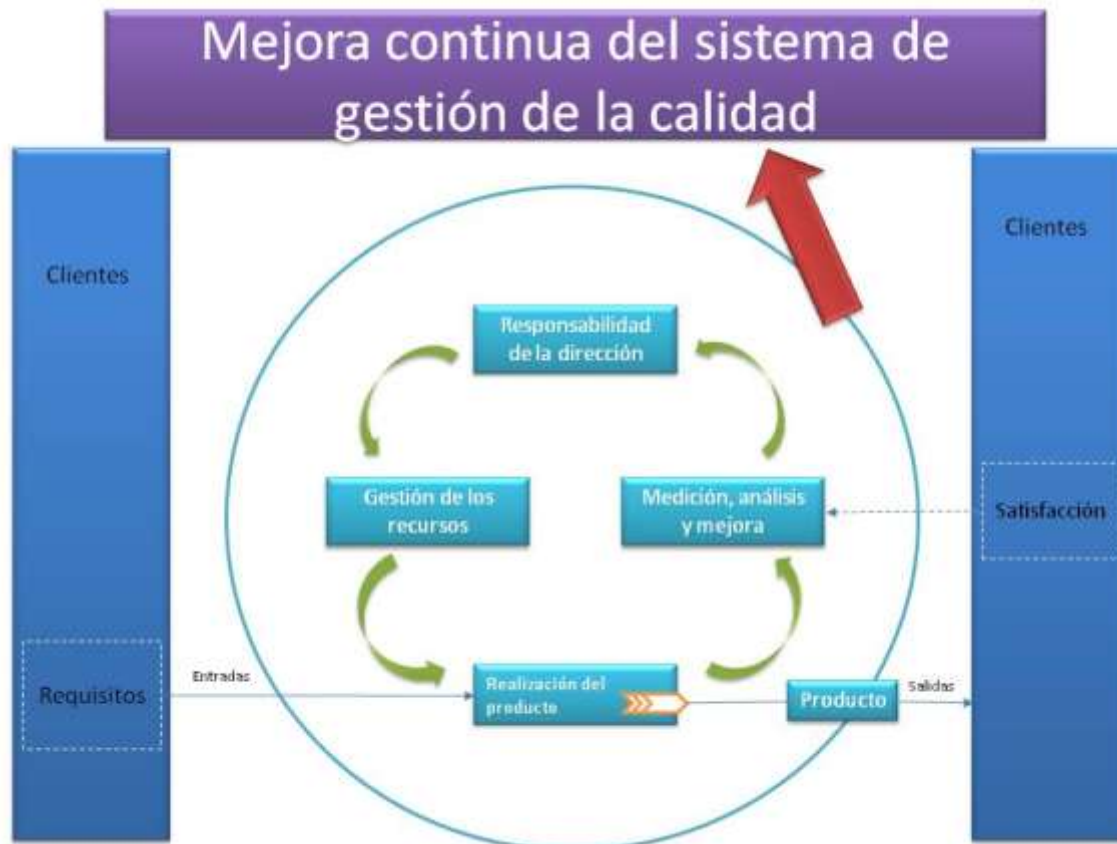 Mejora continua del sistema de
gestión de la calidad
Clientes
Clientes
Responsabilidad
de la dirección
Gestión de los
recursos
Medición, análisis
y mejora
Satisfacción
Requisitos
Entradas
Realización del
producto
Producto
Salidas